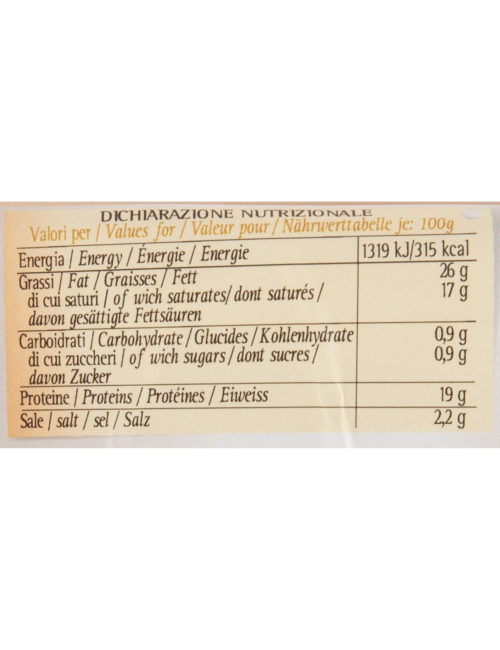 DICHIARAZIONE NUTRIZIONALE
Valori per / Values for / Valeur pour / Nährwerttabelle je: 100g
Energia / Energy / Énergie / Energie 1319 kJ/315 kcal
Grassi / Fat / Graisses / Fett 26 g
di cui saturi / of wich saturates/ dont saturés / 17 g
davon gesättigte Fettsäuren
Carboidrati / Carbohydrate / Glucides / Kohlenhydrate 0,9 g
di cui zuccheri / of wich sugars / dont sucres / 0,9 g
davon Zucker
Proteine / Proteins / Protéines / Eiweiss 19 g
Sale / salt / sel / Salz 2,2 g